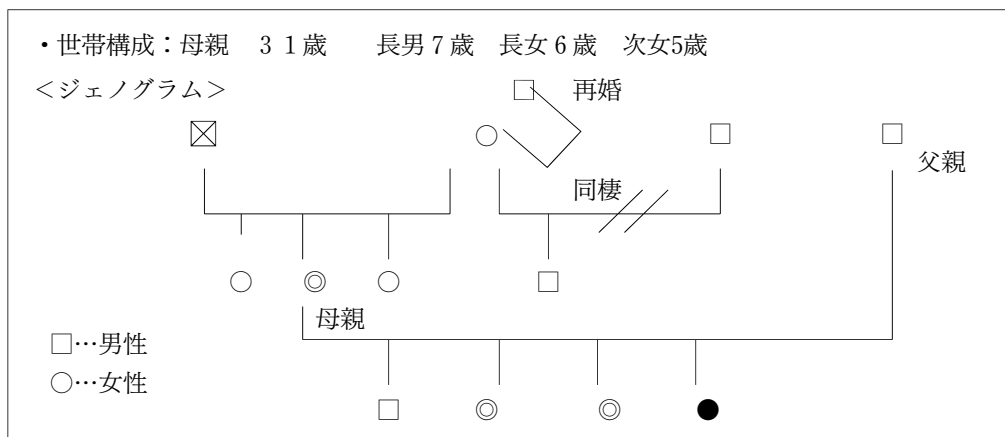 ・世帯構成：母親　３１歳　　長男７歳　長女６歳　次女5歳
＜ジェノグラム＞
再婚
父親
同棲
母親
□…男性
○…女性